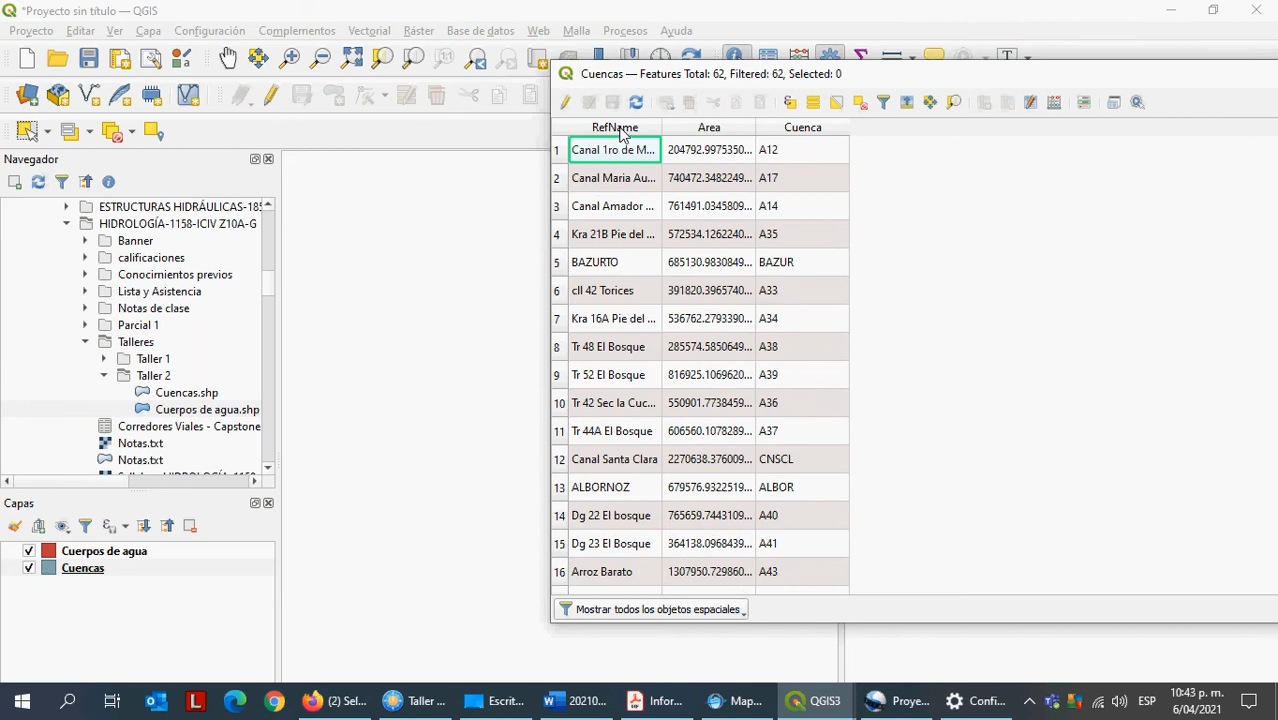 *Proyecto sin título — QGIS
Proyecto Editar Ver Capa Configuración Complementos Vectorial Ráster Base de datos Web Malla Procesos Ayuda
Cuencas — Features Total: 62, Filtered: 62, Selected: 0
Navegador
ESTRUCTURAS HIDRÁULICAS-185
HIDROLOGÍA-1158-ICIV Z10A-G
Banner
calificaciones
Conocimientos previos
Lista y Asistencia
Notas de clase
Parcial 1
Talleres
Taller 1
Taller 2
Cuencas.shp
Cuerpos de agua.shp
Corredores Viales - Capstone
Notas.txt
Notas.txt
Capas
Cuerpos de agua
Cuencas
RefName Area Cuenca
1 Canal 1ro de M... 204792.9975350... A12
2 Canal Maria Au... 740472.3482249... A17
3 Canal Amador ... 761491.0345809... A14
4 Kra 21B Pie del ... 572534.1262240... A35
5 BAZURTO 685130.9830849... BAZUR
6 cll 42 Torices 391820.3965740... A33
7 Kra 16A Pie del ... 536762.2793390... A34
8 Tr 48 El Bosque 285574.5850649... A38
9 Tr 52 El Bosque 816925.1069620... A39
10 Tr 42 Sec la Cuc... 550901.7738459... A36
11 Tr 44A El Bosque 606560.1078289... A37
12 Canal Santa Clara 2270638.376009... CNSCL
13 ALBORNOZ 679576.9322519... ALBOR
14 Dg 22 El bosque 765659.7443109... A40
15 Dg 23 El Bosque 364138.0968439... A41
16 Arroz Barato 1307950.729860... A43
Mostrar todos los objetos espaciales
(2) Sel... Taller ... Escrit... 20210... Infor... Map... QGIS3 Proye... Confi... ESP 10:43 p. m.
6/04/2021